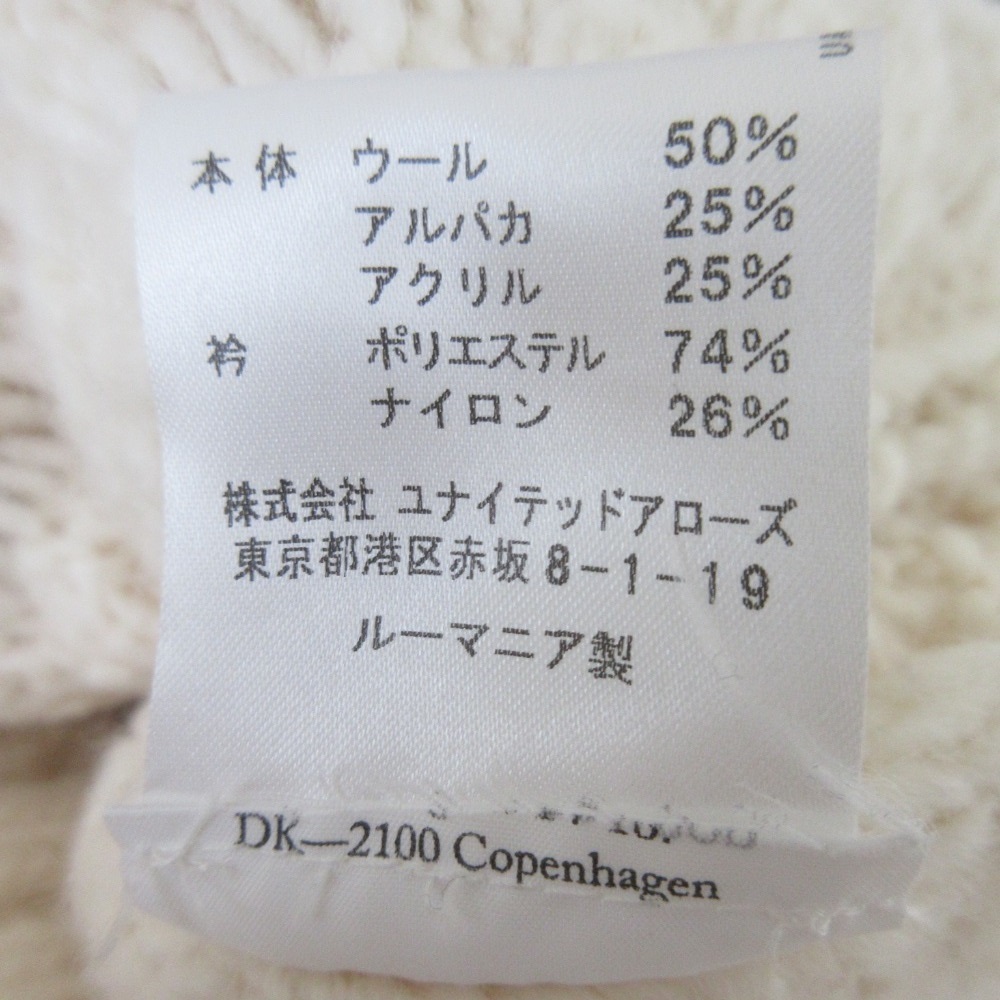 本体 ウール 50%
アルパカ 25%
アクリル 25%
衿 ポリエステル 74%
ナイロン 26%
株式会社 ユナイテッドアローズ
東京都港区赤坂8-1-19
ルーマニア製
DK—2100 Copenhagen